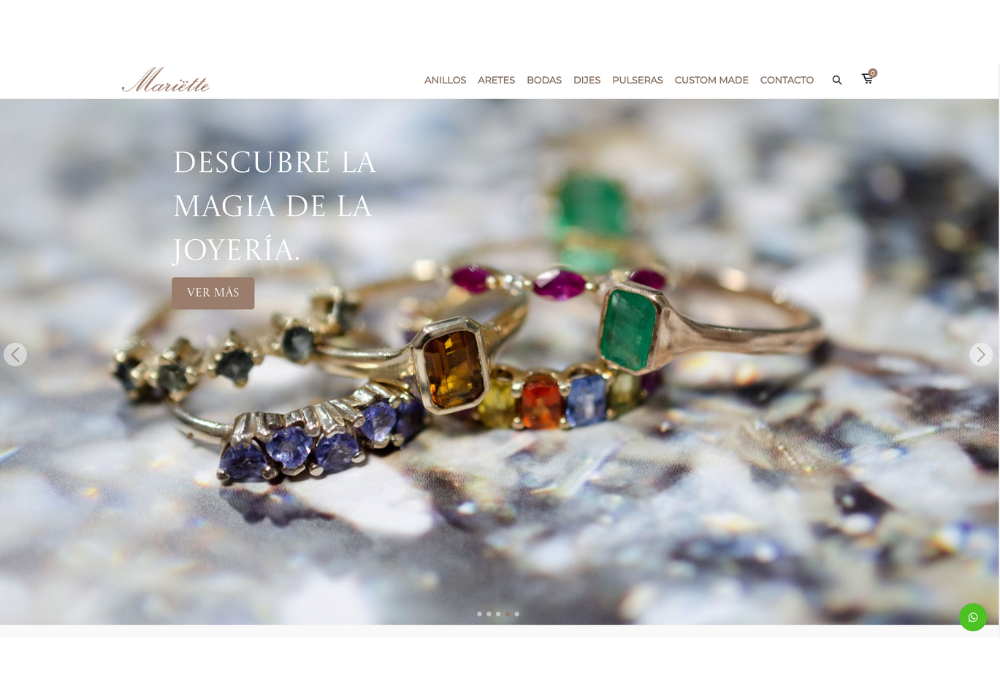 Mariëtte
ANILLOS ARETES BODAS DIJES PULSERAS CUSTOM MADE CONTACTO
0
DESCUBRE LA
MAGIA DE LA
JOYERÍA.
VER MÁS